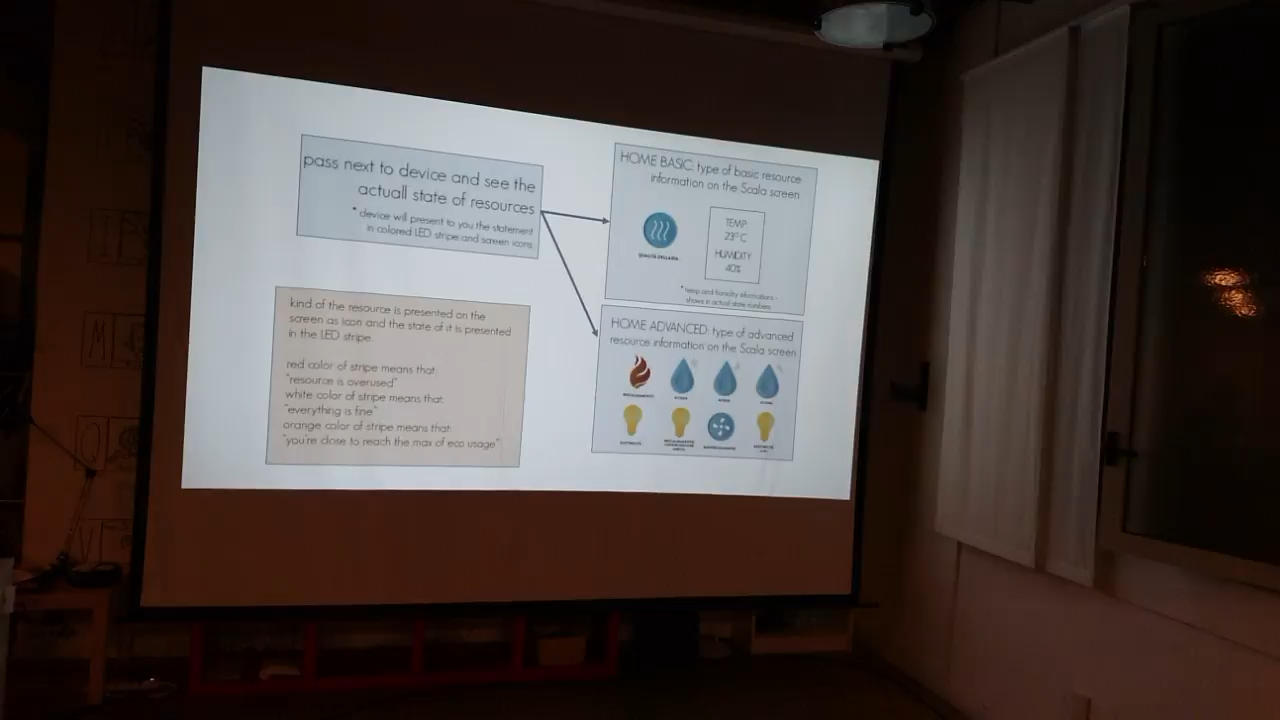 pass next to device and see the
actuall state of resources
* device will present to you the statement
in colored LED stripe and screen icons
kind of the resource is presented on the
screen as icon and the state of it is presented
in the LED stripe.
red color of stripe means that:
"resource is overused"
white color of stripe means that:
"everything is fine"
orange color of stripe means that:
"you're close to reach the max of eco usage"
HOME BASIC: type of basic resource
information on the Scala screen
TEMP:
23°C
HUMIDITY
40%
* temp and
shows in actual state numbers
HOME ADVANCED: type of advanced
resource information on the Scala screen